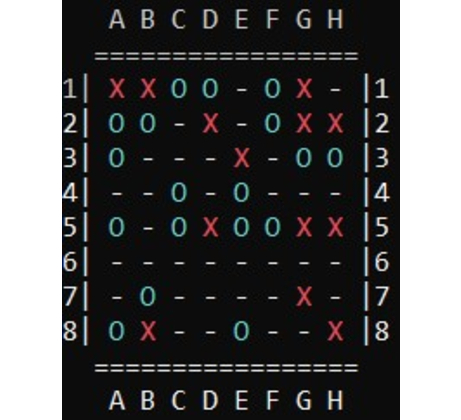 A B C D E F G H
=================
1| X X O O - O X - |1
2| O O - X - O X X |2
3| O - - - X - O O |3
4| - - O - O - - - |4
5| O - O X O O X X |5
6| - - - - - - - - |6
7| - O - - - - X - |7
8| O X - - O - - X |8
=================
A B C D E F G H